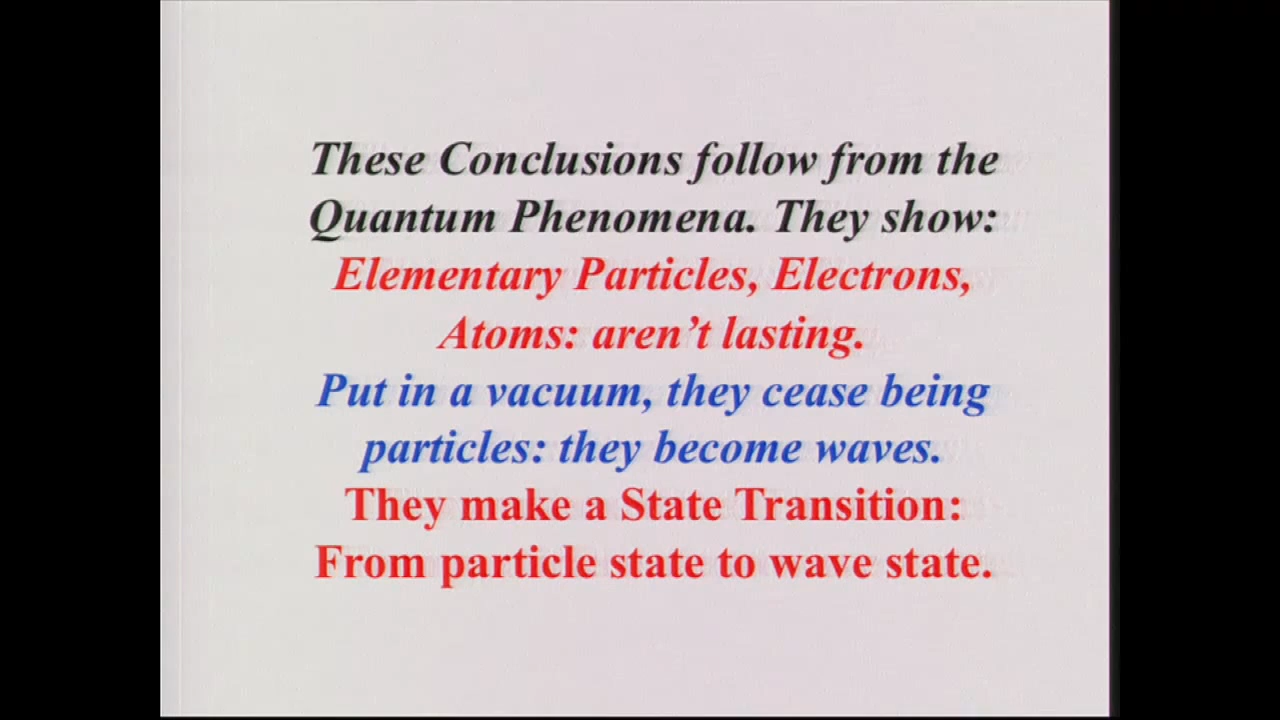 These Conclusions follow from the
Quantum Phenomena. They show:
Elementary Particles, Electrons,
Atoms: aren’t lasting.
Put in a vacuum, they cease being
particles: they become waves.
They make a State Transition:
From particle state to wave state.